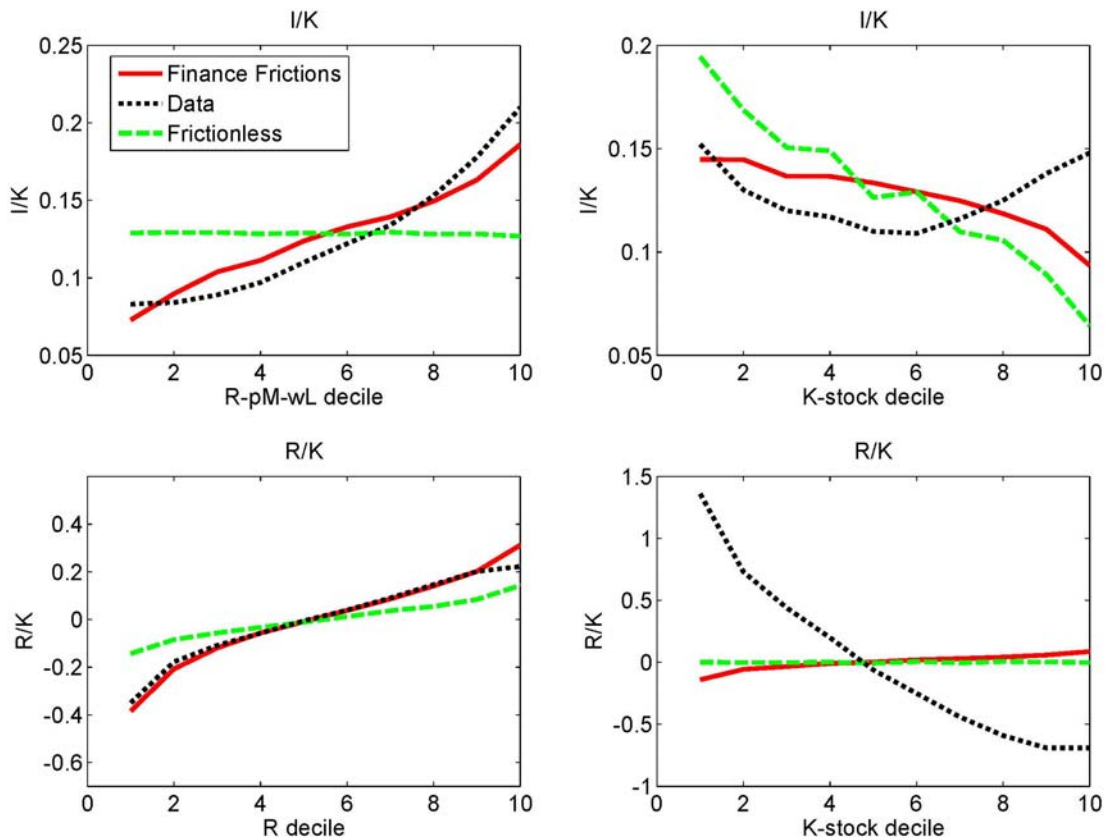 I/K
0.25
0.2
0.15
0.1
0.05
I/K
Finance Frictions
Data
Frictionless
0 2 4 6 8 10
R-pM-wL decile
I/K
0.2
0.15
0.1
0.05
I/K
0 2 4 6 8 10
K-stock decile
R/K
0.4
0.2
0
-0.2
-0.4
-0.6
R/K
0 2 4 6 8 10
R decile
R/K
1.5
1
0.5
0
-0.5
-1
R/K
0 2 4 6 8 10
K-stock decile